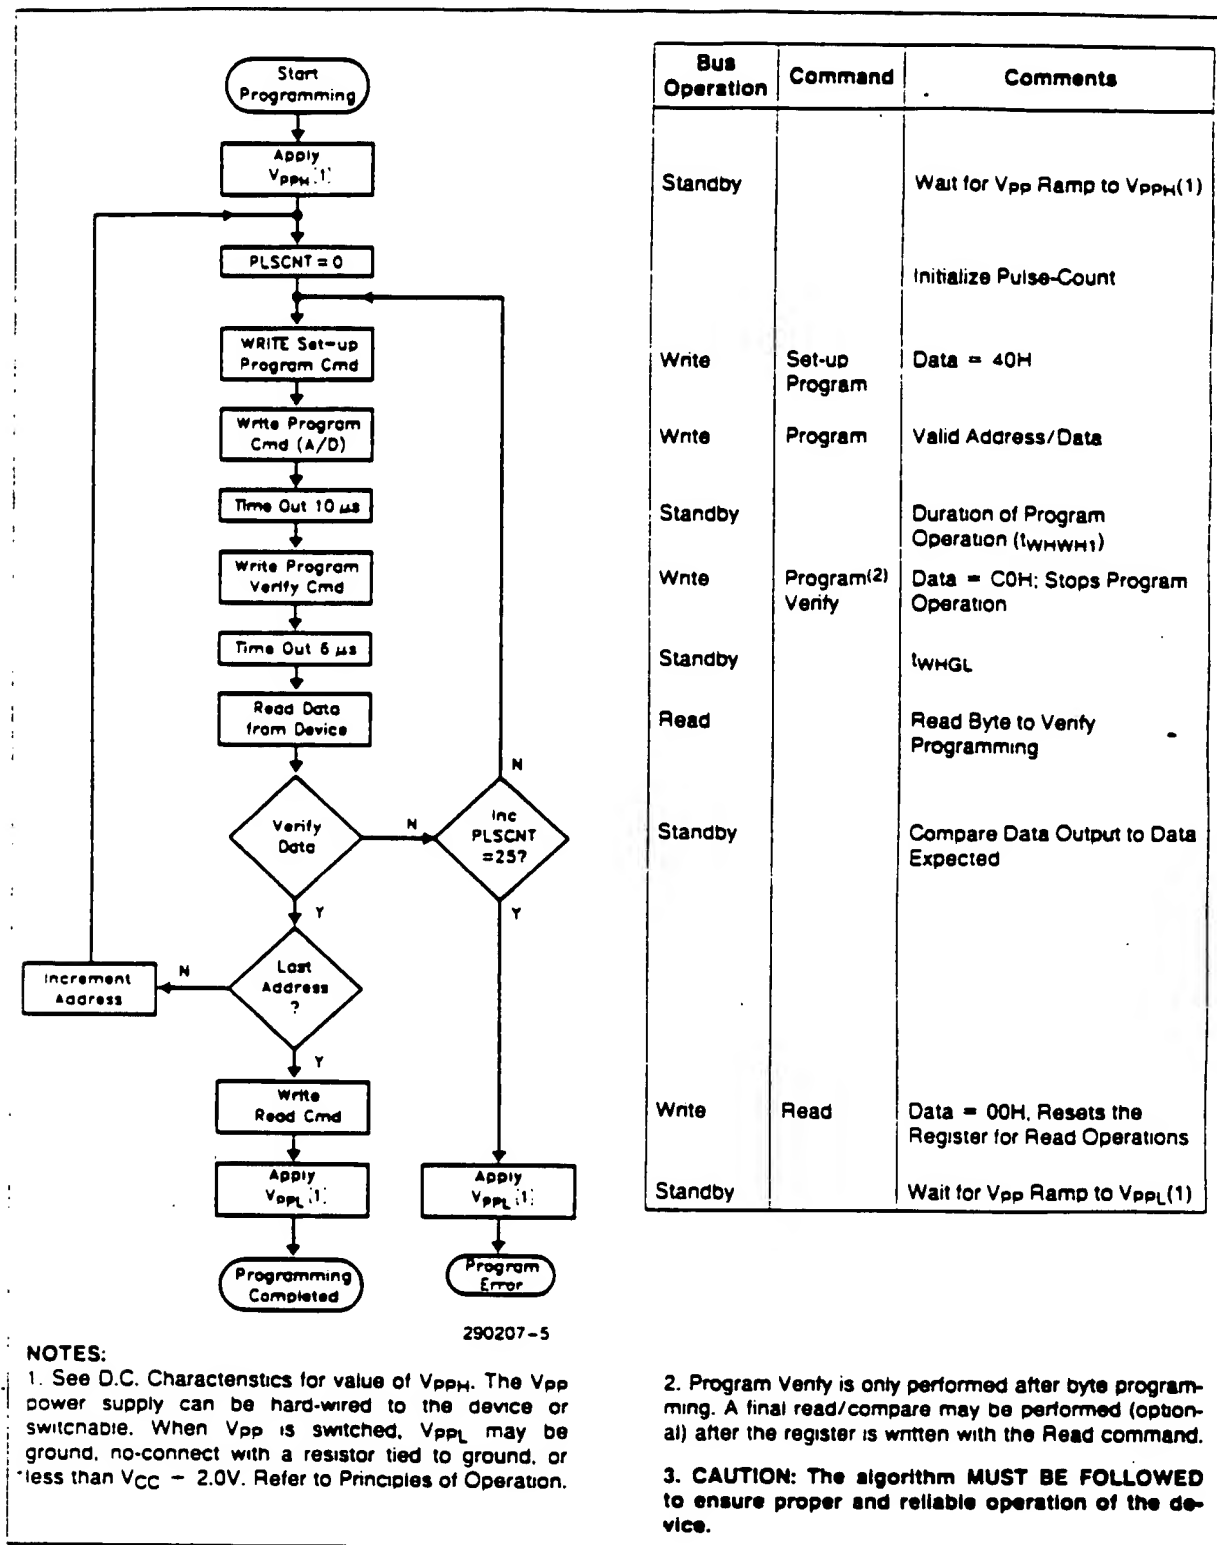 Start
Programming
Apply
VPPH(1)
PLSCNT = 0
WRITE Set-up
Program Cmd
Write Program
Cmd (A/D)
Time Out 10 μs
Write Program
Verify Cmd
Time Out 6 μs
Read Data
from Device
Verify
Data
N
Inc
PLSCNT
=25?
N
Y
Y
Last
Address
?
N
Increment
Address
Y
Write
Read Cmd
Apply
VPPL(1)
Programming
Completed
Apply
VPPL(1)
Program
Error
290207-5
Bus Operation | Command | Comments
Standby Wait for VPP Ramp to VPPH(1)
Initialize Pulse-Count
Write Set-up Program Data = 40H
Write Program Valid Address/Data
Standby Duration of Program
Operation (tWHWH1)
Write Program(2) Verify Data = C0H; Stops Program
Operation
Standby tWHGL
Read Read Byte to Verify
Programming
Standby Compare Data Output to Data
Expected
Write Read Data = 00H, Resets the
Register for Read Operations
Standby Wait for VPP Ramp to VPPL(1)
NOTES:
1. See D.C. Characteristics for value of VPPH. The VPP
power supply can be hard-wired to the device or
switchable. When VPP is switched, VPPL may be
ground, no-connect with a resistor tied to ground, or
less than VCC − 2.0V. Refer to Principles of Operation.
2. Program Verify is only performed after byte program-
ming. A final read/compare may be performed (option-
al) after the register is written with the Read command.
3. CAUTION: The algorithm MUST BE FOLLOWED
to ensure proper and reliable operation of the de-
vice.